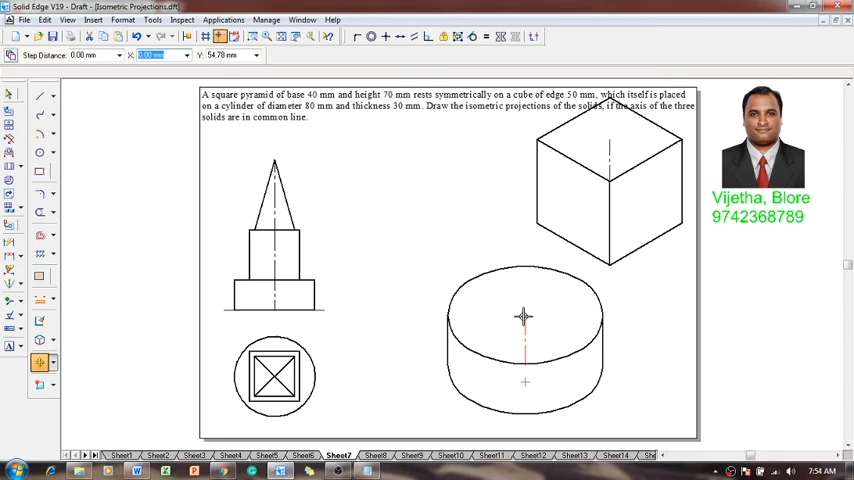 Solid Edge V19 - Draft - [Isometric Projections.dft]
File Edit View Insert Format Tools Inspect Applications Manage Window Help
Step Distance: 0.00 mm X: 0.00 mm Y: 54.78 mm
A square pyramid of base 40 mm and height 70 mm rests symmetrically on a cube of edge 50 mm, which itself is placed
on a cylinder of diameter 80 mm and thickness 30 mm. Draw the isometric projections of the solids, if the axis of the three
solids are in common line.
Vijetha, Blore
9742368789
Sheet1 Sheet2 Sheet3 Sheet4 Sheet5 Sheet6 Sheet7 Sheet8 Sheet9 Sheet10 Sheet11 Sheet12 Sheet13 Sheet14 Sh
7:54 AM